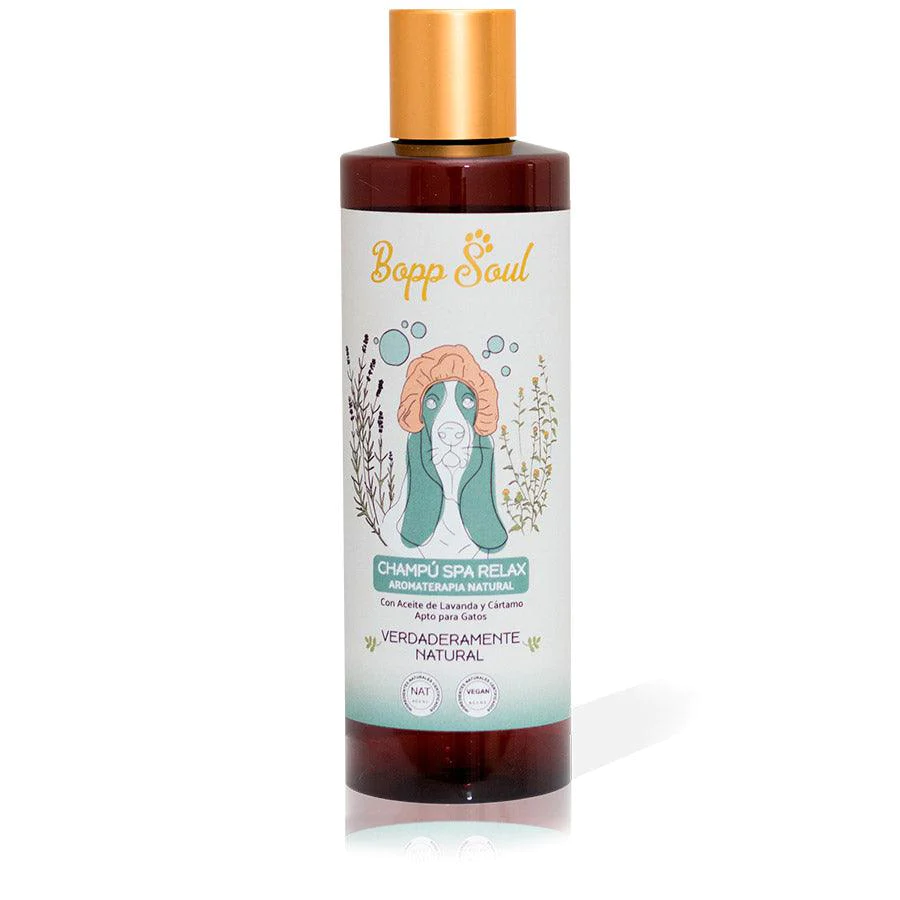 Bopp Soul
CHAMPÚ SPA RELAX
AROMATERAPIA NATURAL
Con Aceite de Lavanda y Cártamo
Apto para Gatos
VERDADERAMENTE
NATURAL
NAT
VEGAN